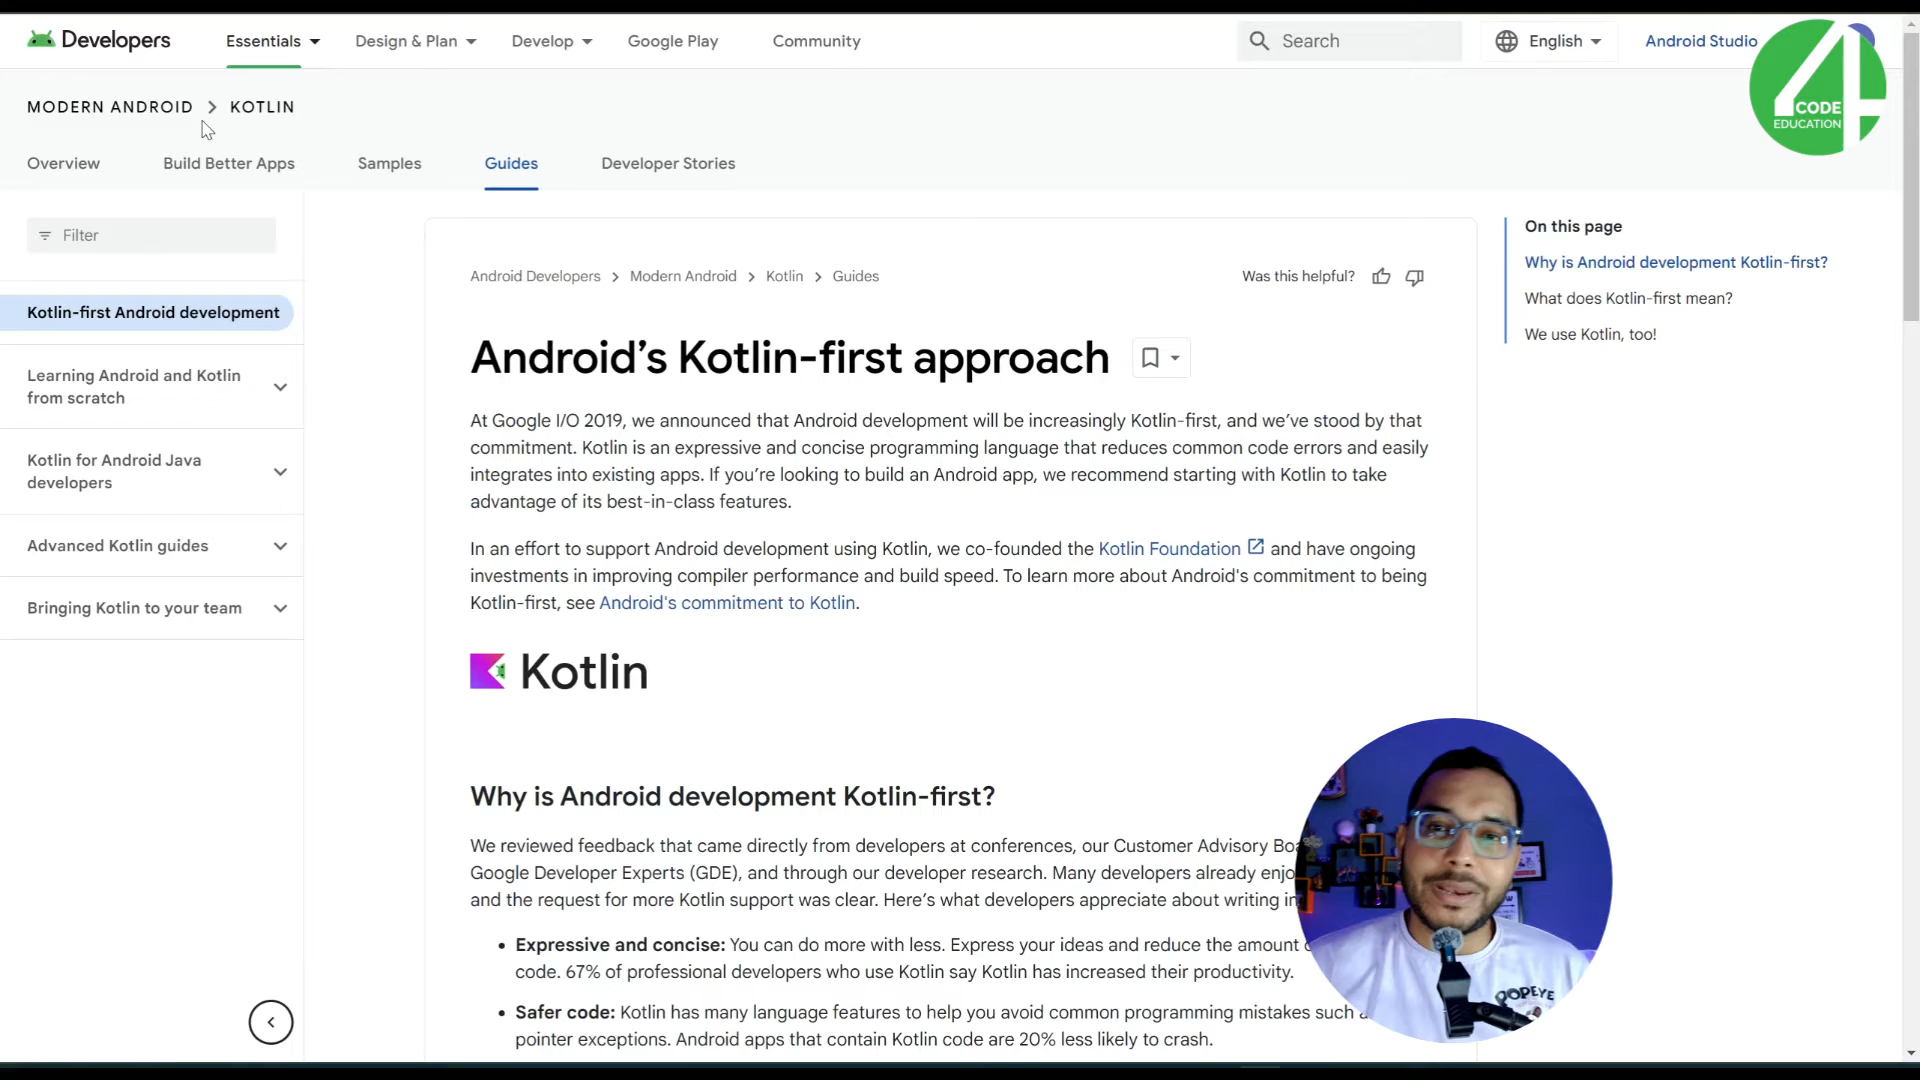 Developers
Essentials
Design & Plan
Develop
Google Play
Community
Search
English
Android Studio
4
CODE
EDUCATION
MODERN ANDROID
KOTLIN
Overview
Build Better Apps
Samples
Guides
Developer Stories
Filter
Kotlin-first Android development
Learning Android and Kotlin
from scratch
Kotlin for Android Java
developers
Advanced Kotlin guides
Bringing Kotlin to your team
Android Developers
Modern Android
Kotlin
Guides
Was this helpful?
Android’s Kotlin-first approach
At Google I/O 2019, we announced that Android development will be increasingly Kotlin-first, and we’ve stood by that
commitment. Kotlin is an expressive and concise programming language that reduces common code errors and easily
integrates into existing apps. If you’re looking to build an Android app, we recommend starting with Kotlin to take
advantage of its best-in-class features.
In an effort to support Android development using Kotlin, we co-founded the Kotlin Foundation and have ongoing
investments in improving compiler performance and build speed. To learn more about Android's commitment to being
Kotlin-first, see Android's commitment to Kotlin.
Kotlin
Why is Android development Kotlin-first?
We reviewed feedback that came directly from developers at conferences, our Customer Advisory
Google Developer Experts (GDE), and through our developer research. Many developers already
and the request for more Kotlin support was clear. Here’s what developers appreciate about writing
• Expressive and concise: You can do more with less. Express your ideas and reduce the amount
code. 67% of professional developers who use Kotlin say Kotlin has increased their productivity.
• Safer code: Kotlin has many language features to help you avoid common programming mistakes such
pointer exceptions. Android apps that contain Kotlin code are 20% less likely to crash.
On this page
Why is Android development Kotlin-first?
What does Kotlin-first mean?
We use Kotlin, too!
POPEYE